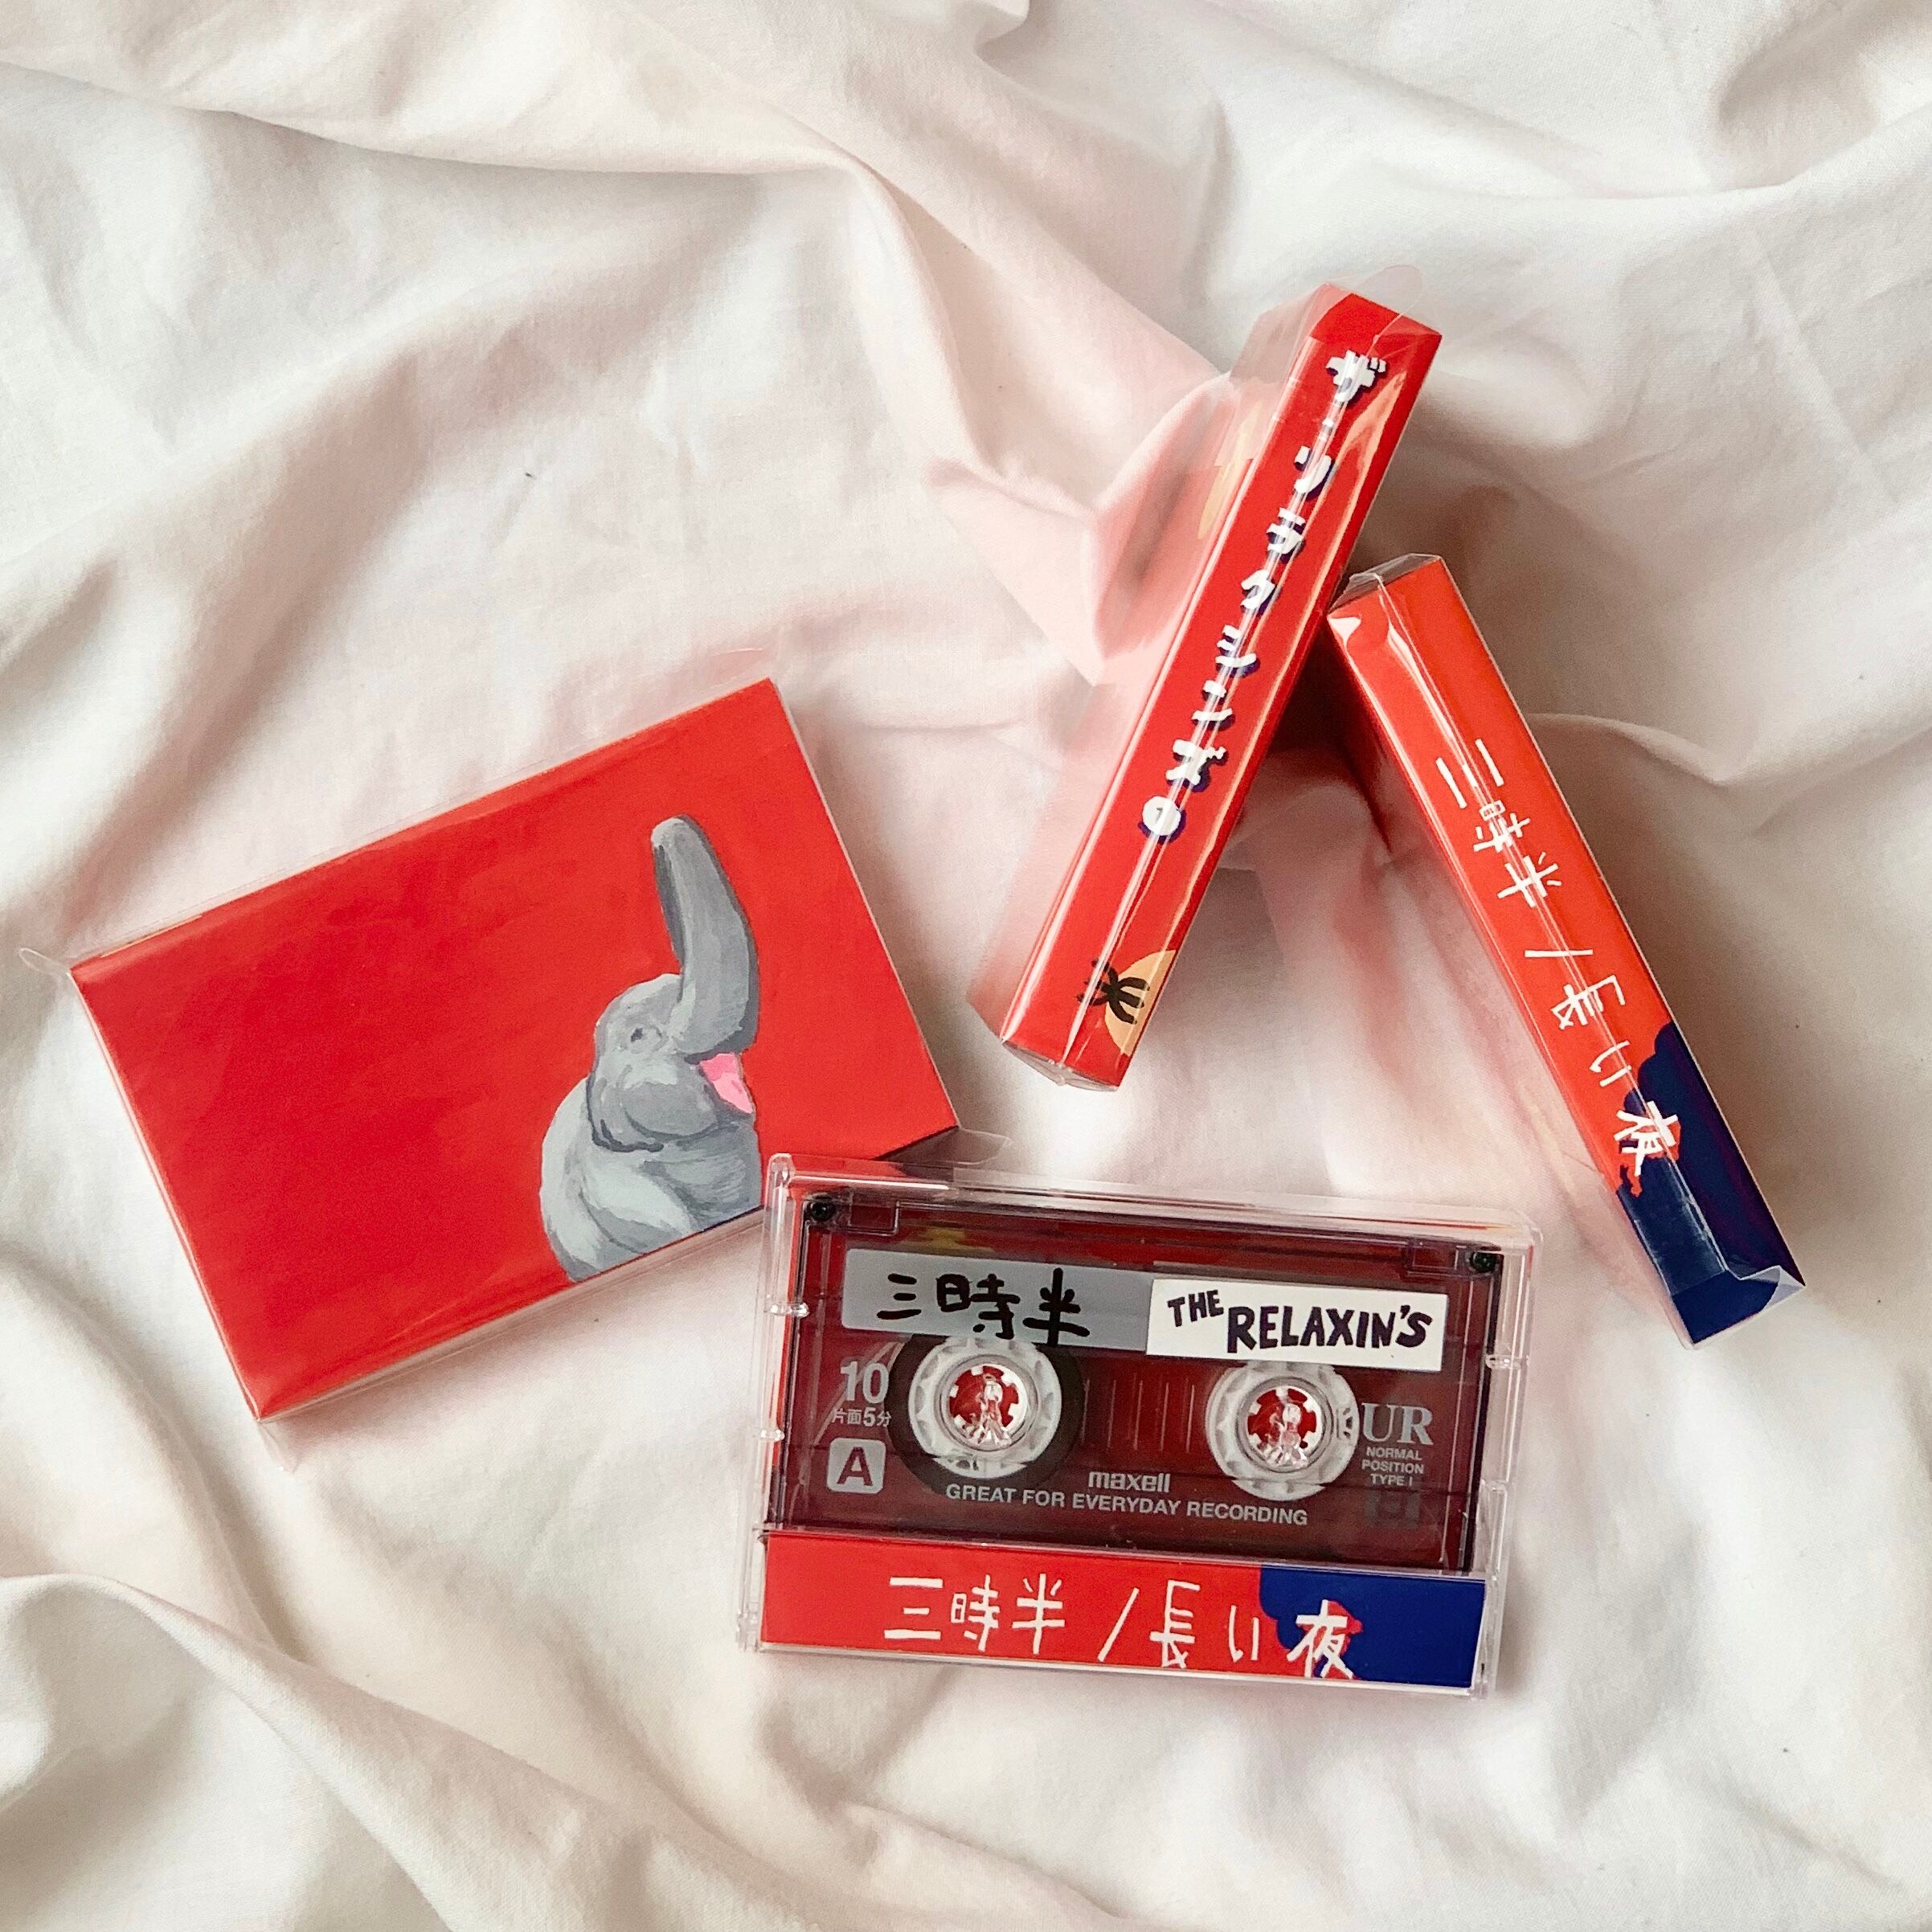 ザ・リラクシンズ①
三時半/長い夜
三時半
THE RELAXIN'S
10
片面5分
A
UR
NORMAL
POSITION
TYPE I
maxell
GREAT FOR EVERYDAY RECORDING
三時半/長い夜